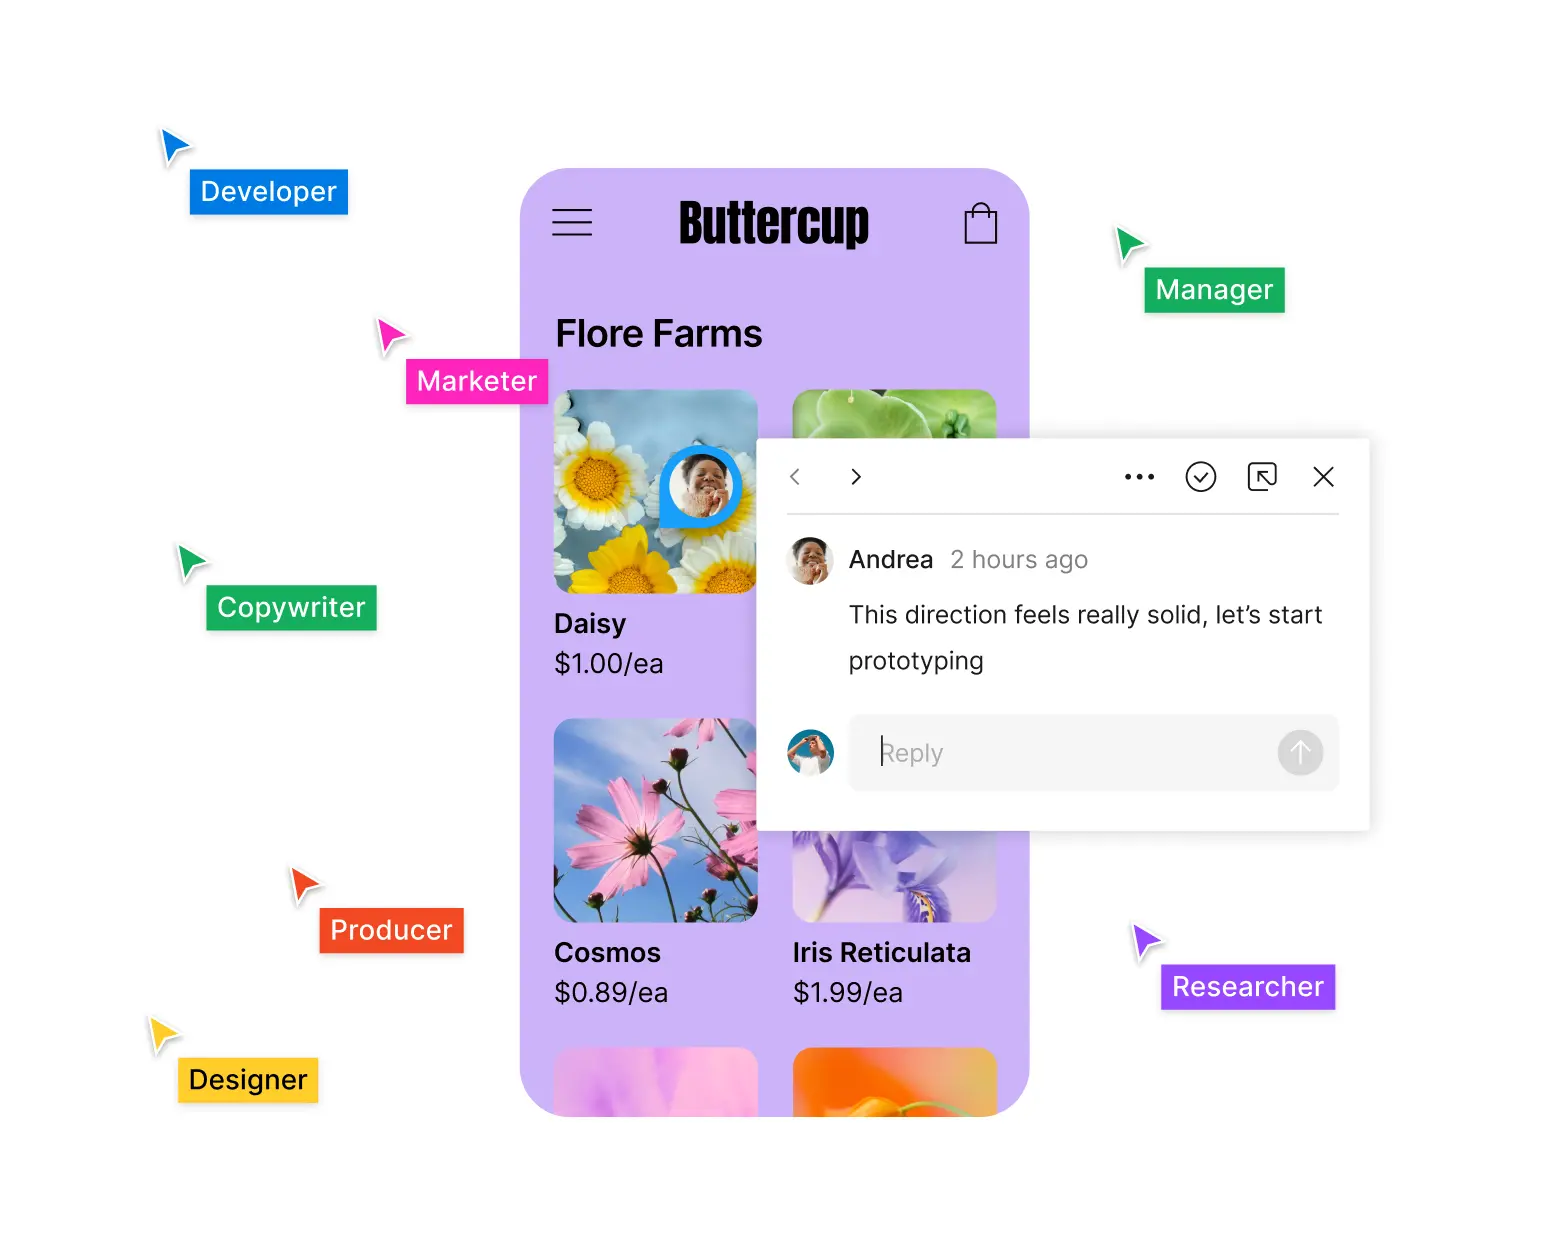 Developer
Buttercup
Manager
Flore Farms
Marketer
Andrea 2 hours ago
This direction feels really solid, let’s start
prototyping
Copywriter
Daisy
$1.00/ea
Reply
Producer
Cosmos
$0.89/ea
Iris Reticulata
$1.99/ea
Researcher
Designer